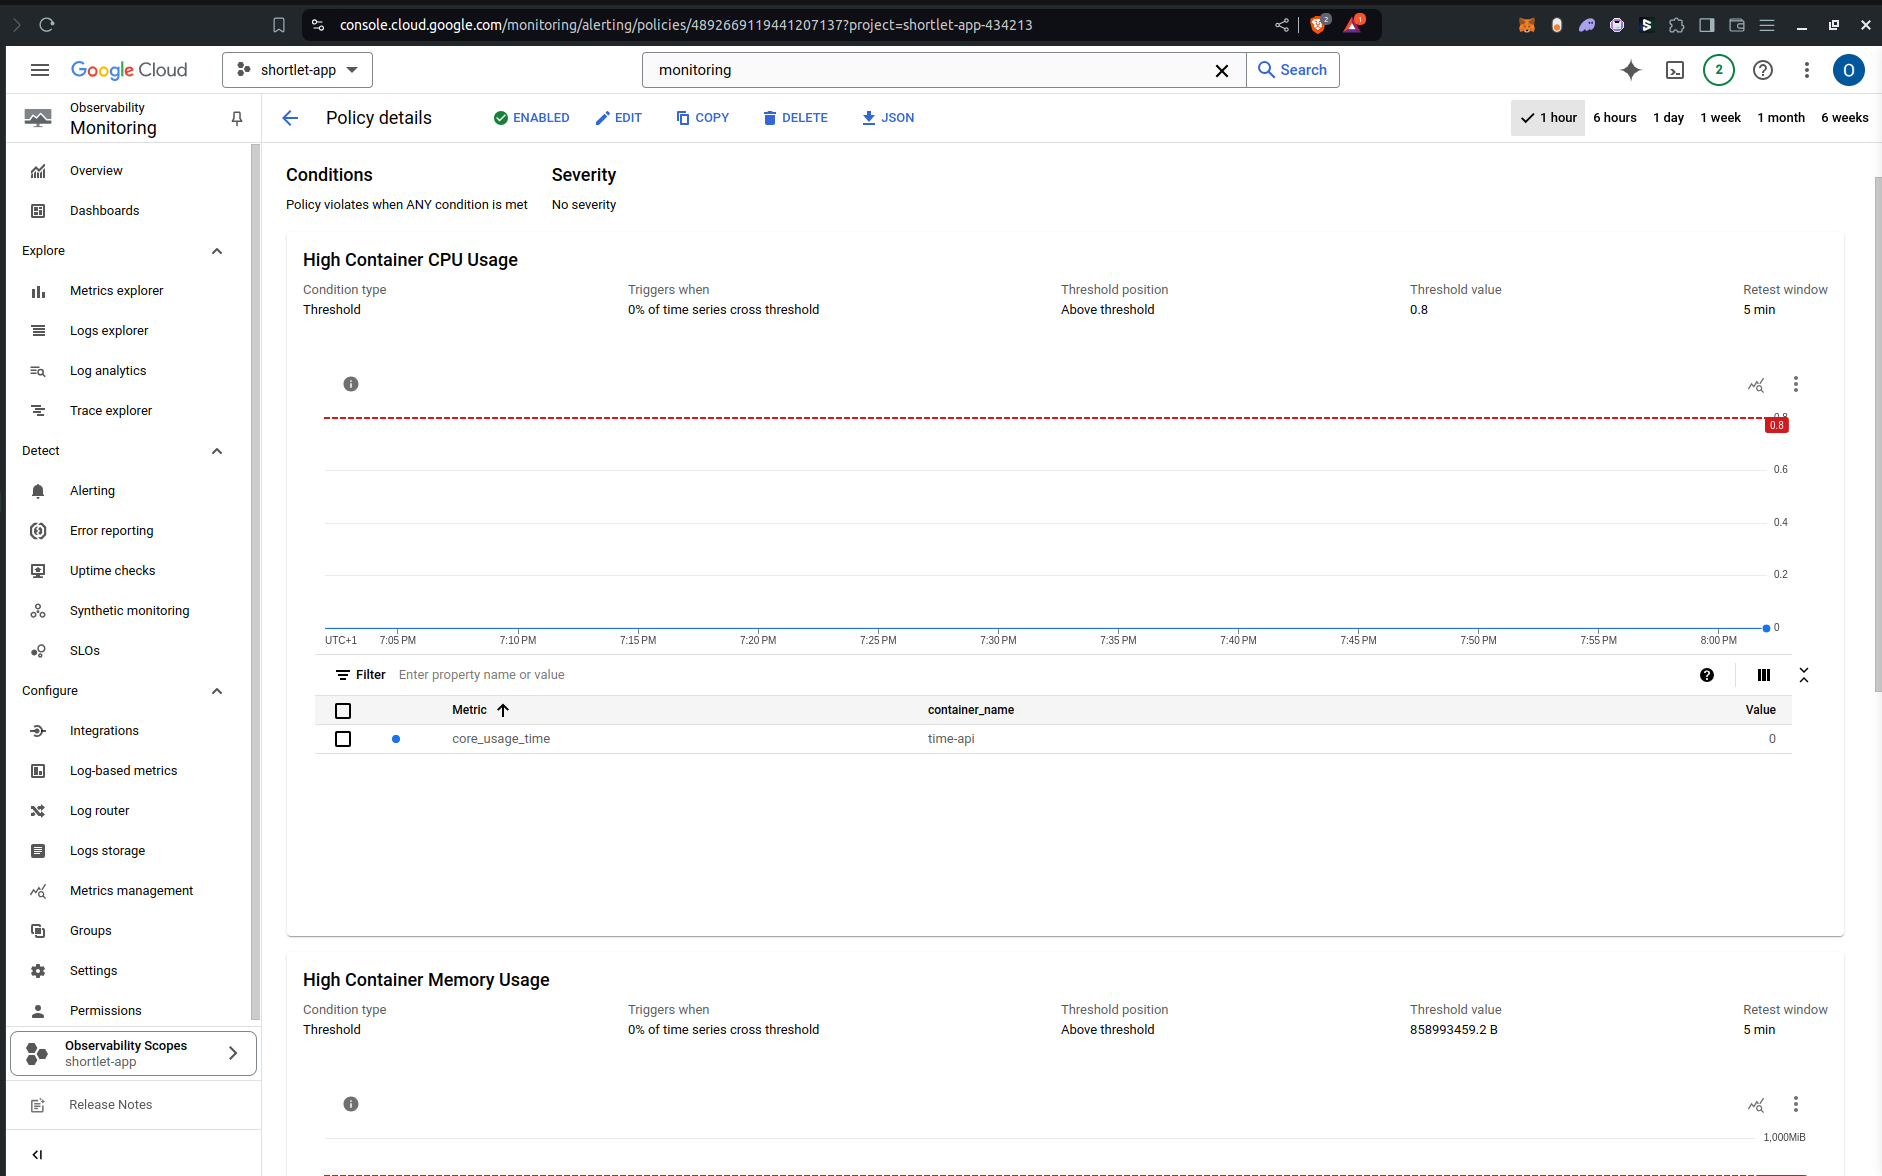 console.cloud.google.com/monitoring/alerting/policies/4892669119441207137?project=shortlet-app-434213
2
1
Google Cloud
shortlet-app
monitoring
Search
2
O
Observability
Monitoring
Policy details
ENABLED
EDIT
COPY
DELETE
JSON
1 hour
6 hours
1 day
1 week
1 month
6 weeks
Overview
Dashboards
Explore
Metrics explorer
Logs explorer
Log analytics
Trace explorer
Detect
Alerting
Error reporting
Uptime checks
Synthetic monitoring
SLOs
Configure
Integrations
Log-based metrics
Log router
Logs storage
Metrics management
Groups
Settings
Permissions
Observability Scopes
shortlet-app
Release Notes
Conditions
Policy violates when ANY condition is met
Severity
No severity
High Container CPU Usage
Condition type
Threshold
Triggers when
0% of time series cross threshold
Threshold position
Above threshold
Threshold value
0.8
Retest window
5 min
0.8
0.8
0.6
0.4
0.2
0
UTC+1
7:05 PM
7:10 PM
7:15 PM
7:20 PM
7:25 PM
7:30 PM
7:35 PM
7:40 PM
7:45 PM
7:50 PM
7:55 PM
8:00 PM
Filter
Enter property name or value
Metric
container_name
Value
core_usage_time
time-api
0
High Container Memory Usage
Condition type
Threshold
Triggers when
0% of time series cross threshold
Threshold position
Above threshold
Threshold value
858993459.2 B
Retest window
5 min
1,000MiB